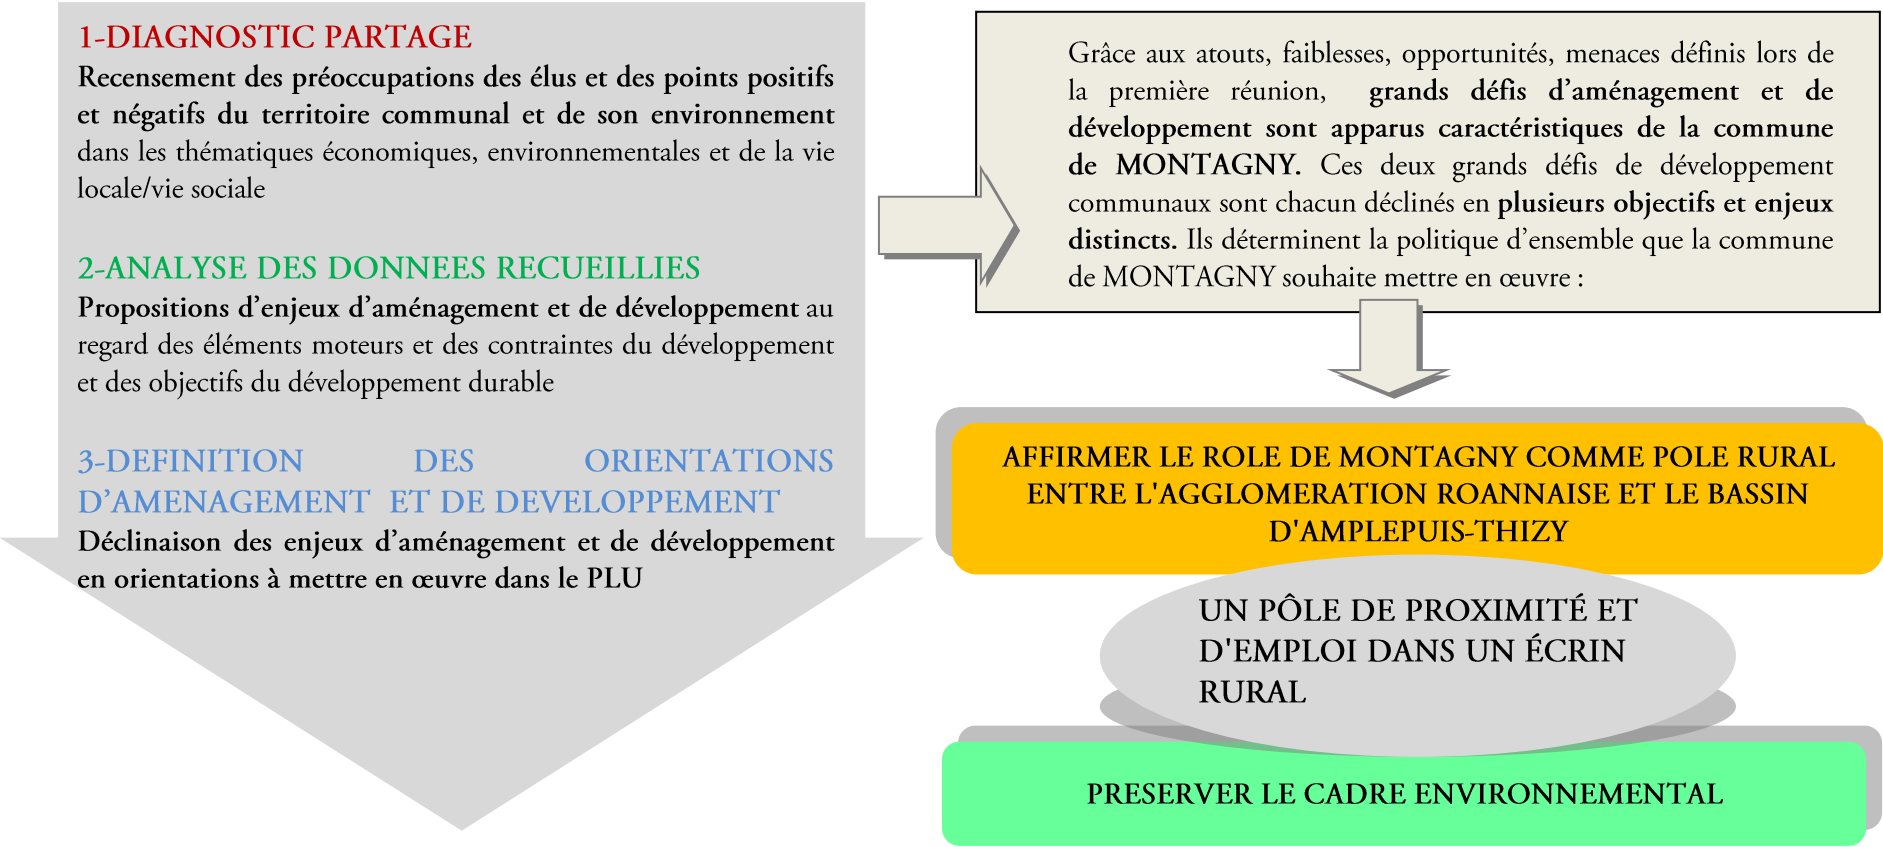 1-DIAGNOSTIC PARTAGE
Recensement des préoccupations des élus et des points positifs
et négatifs du territoire communal et de son environnement
dans les thématiques économiques, environnementales et de la vie
locale/vie sociale
2-ANALYSE DES DONNEES RECUEILLIES
Propositions d’enjeux d’aménagement et de développement au
regard des éléments moteurs et des contraintes du développement
et des objectifs du développement durable
3-DEFINITION DES ORIENTATIONS
D’AMENAGEMENT ET DE DEVELOPPEMENT
Déclinaison des enjeux d’aménagement et de développement
en orientations à mettre en œuvre dans le PLU
Grâce aux atouts, faiblesses, opportunités, menaces définis lors de
la première réunion, grands défis d’aménagement et de
développement sont apparus caractéristiques de la commune
de MONTAGNY. Ces deux grands défis de développement
communaux sont chacun déclinés en plusieurs objectifs et enjeux
distincts. Ils déterminent la politique d’ensemble que la commune
de MONTAGNY souhaite mettre en œuvre :
AFFIRMER LE ROLE DE MONTAGNY COMME POLE RURAL
ENTRE L'AGGLOMERATION ROANNAISE ET LE BASSIN
D'AMPLEPUIS-THIZY
UN PÔLE DE PROXIMITÉ ET
D'EMPLOI DANS UN ÉCRIN
RURAL
PRESERVER LE CADRE ENVIRONNEMENTAL